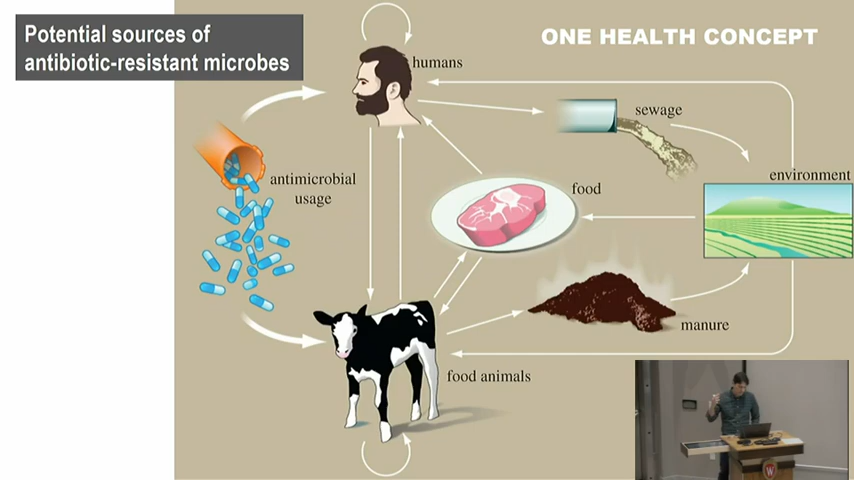 Potential sources of
antibiotic-resistant microbes
ONE HEALTH CONCEPT
humans
sewage
environment
antimicrobial
usage
food
manure
food animals
W